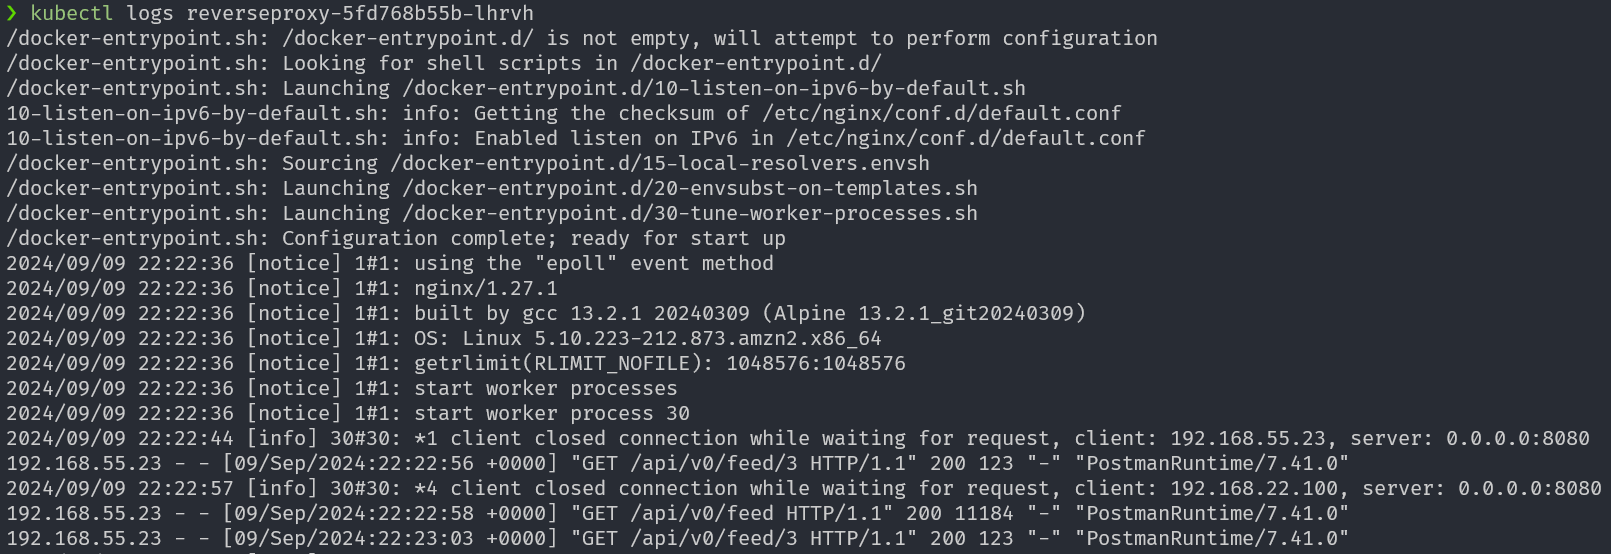 ❯ kubectl logs reverseproxy-5fd768b55b-lhrvh
/docker-entrypoint.sh: /docker-entrypoint.d/ is not empty, will attempt to perform configuration
/docker-entrypoint.sh: Looking for shell scripts in /docker-entrypoint.d/
/docker-entrypoint.sh: Launching /docker-entrypoint.d/10-listen-on-ipv6-by-default.sh
10-listen-on-ipv6-by-default.sh: info: Getting the checksum of /etc/nginx/conf.d/default.conf
10-listen-on-ipv6-by-default.sh: info: Enabled listen on IPv6 in /etc/nginx/conf.d/default.conf
/docker-entrypoint.sh: Sourcing /docker-entrypoint.d/15-local-resolvers.envsh
/docker-entrypoint.sh: Launching /docker-entrypoint.d/20-envsubst-on-templates.sh
/docker-entrypoint.sh: Launching /docker-entrypoint.d/30-tune-worker-processes.sh
/docker-entrypoint.sh: Configuration complete; ready for start up
2024/09/09 22:22:36 [notice] 1#1: using the "epoll" event method
2024/09/09 22:22:36 [notice] 1#1: nginx/1.27.1
2024/09/09 22:22:36 [notice] 1#1: built by gcc 13.2.1 20240309 (Alpine 13.2.1_git20240309)
2024/09/09 22:22:36 [notice] 1#1: OS: Linux 5.10.223-212.873.amzn2.x86_64
2024/09/09 22:22:36 [notice] 1#1: getrlimit(RLIMIT_NOFILE): 1048576:1048576
2024/09/09 22:22:36 [notice] 1#1: start worker processes
2024/09/09 22:22:36 [notice] 1#1: start worker process 30
2024/09/09 22:22:44 [info] 30#30: *1 client closed connection while waiting for request, client: 192.168.55.23, server: 0.0.0.0:8080
192.168.55.23 - - [09/Sep/2024:22:22:56 +0000] "GET /api/v0/feed/3 HTTP/1.1" 200 123 "-" "PostmanRuntime/7.41.0"
2024/09/09 22:22:57 [info] 30#30: *4 client closed connection while waiting for request, client: 192.168.22.100, server: 0.0.0.0:8080
192.168.55.23 - - [09/Sep/2024:22:22:58 +0000] "GET /api/v0/feed HTTP/1.1" 200 11184 "-" "PostmanRuntime/7.41.0"
192.168.55.23 - - [09/Sep/2024:22:23:03 +0000] "GET /api/v0/feed/3 HTTP/1.1" 200 123 "-" "PostmanRuntime/7.41.0"